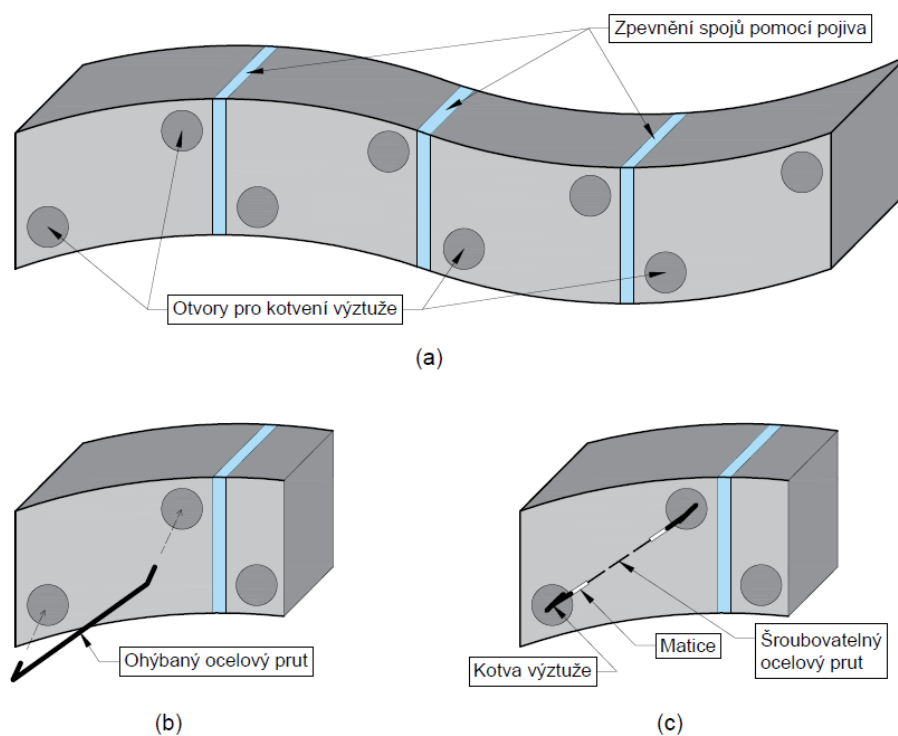 Zpevnění spojů pomocí pojiva
Otvory pro kotvení výztuže
(a)
Ohýbaný ocelový prut
(b)
Šroubovatelný
ocelový prut
Matice
Kotva výztuže
(c)